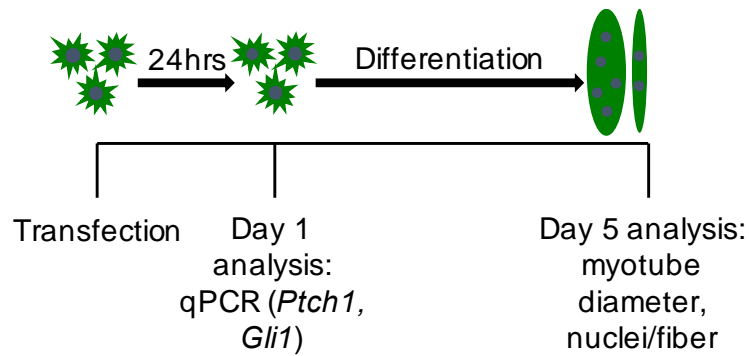 24hrs
Differentiation
Transfection
Day 1
analysis:
qPCR (Ptch1,
Gli1)
Day 5 analysis:
myotube
diameter,
nuclei/fiber